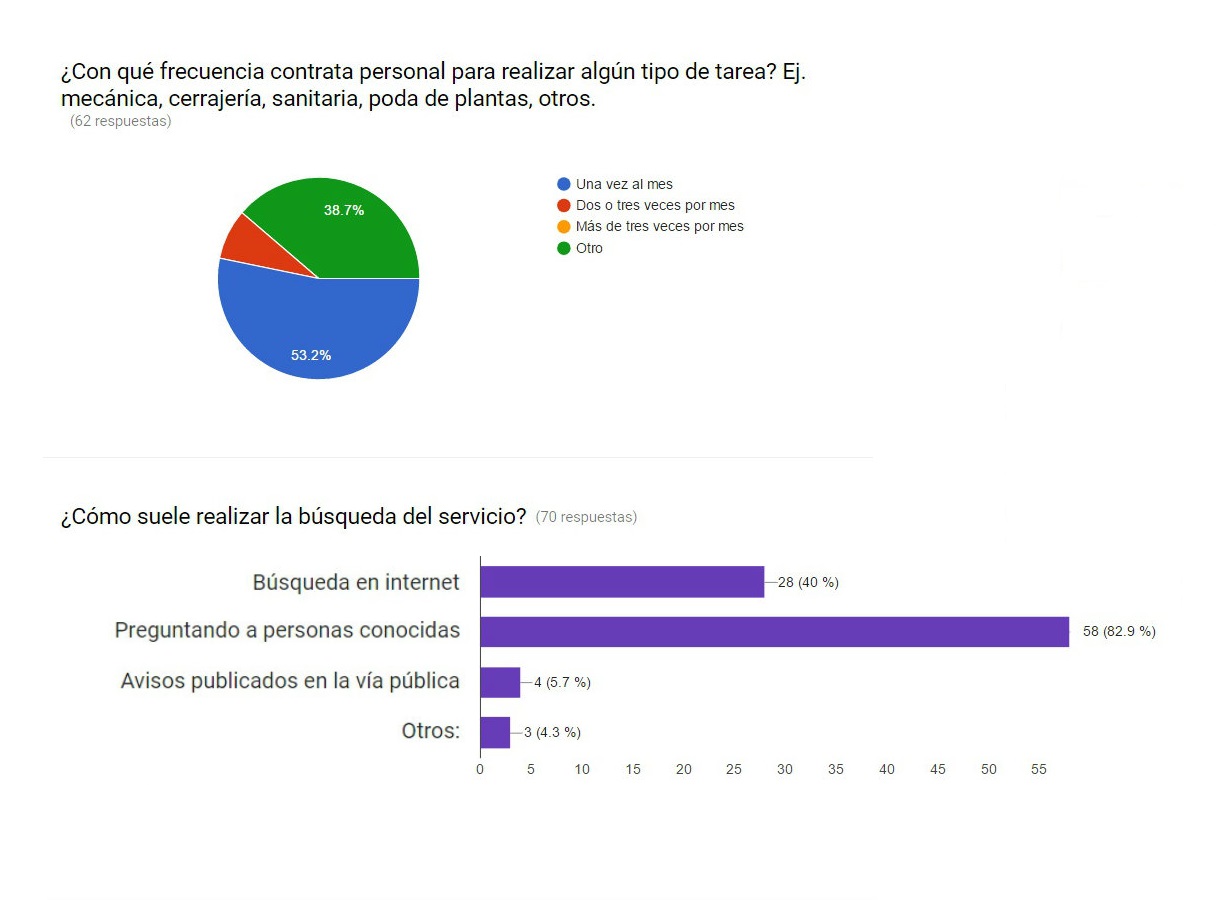 ¿Con qué frecuencia contrata personal para realizar algún tipo de tarea? Ej.
mecánica, cerrajería, sanitaria, poda de plantas, otros.
(62 respuestas)
38.7%
53.2%
Una vez al mes
Dos o tres veces por mes
Más de tres veces por mes
Otro
¿Cómo suele realizar la búsqueda del servicio? (70 respuestas)
Búsqueda en internet 28 (40 %)
Preguntando a personas conocidas 58 (82.9 %)
Avisos publicados en la vía pública 4 (5.7 %)
Otros: 3 (4.3 %)
0 5 10 15 20 25 30 35 40 45 50 55